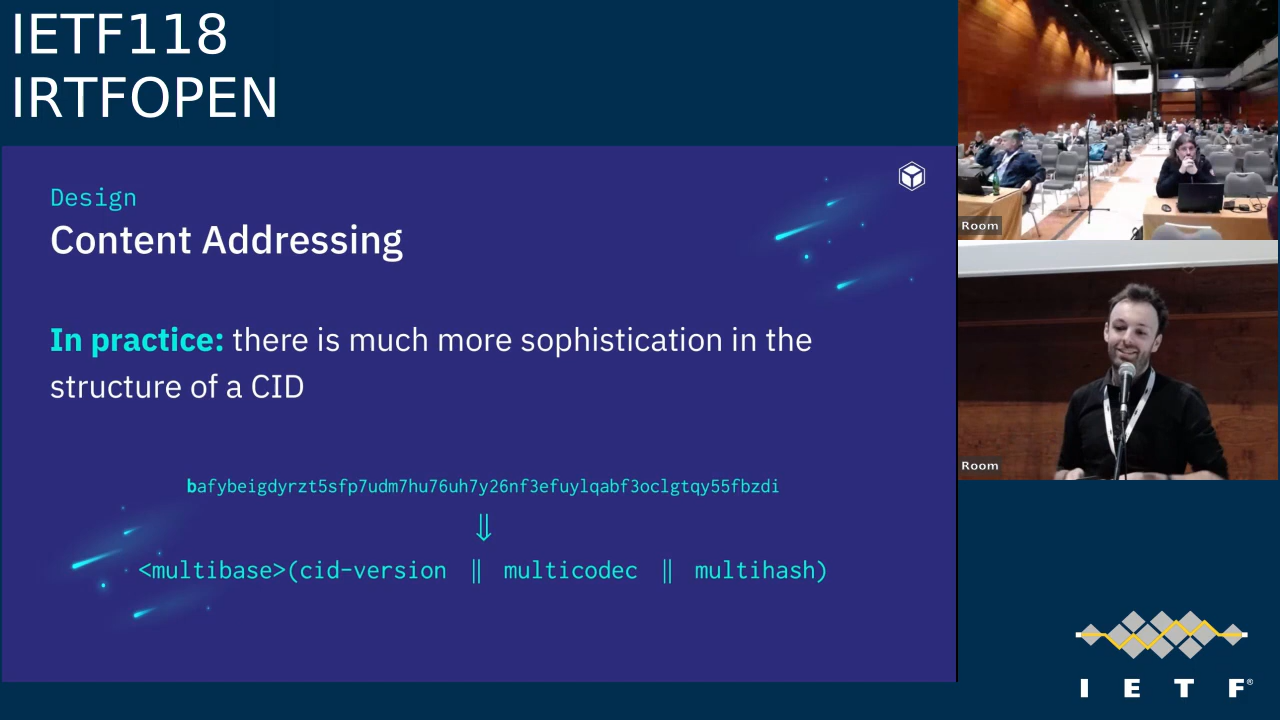 IETF118
IRTFOPEN
Design
Content Addressing
In practice: there is much more sophistication in the
structure of a CID
bafybeigdyrzt5sfp7udm7hu76uh7y26nf3efuylqabf3oclgtqy55fbzdi
⇓
<multibase>(cid-version ‖ multicodec ‖ multihash)
Room
Room
I E T F®